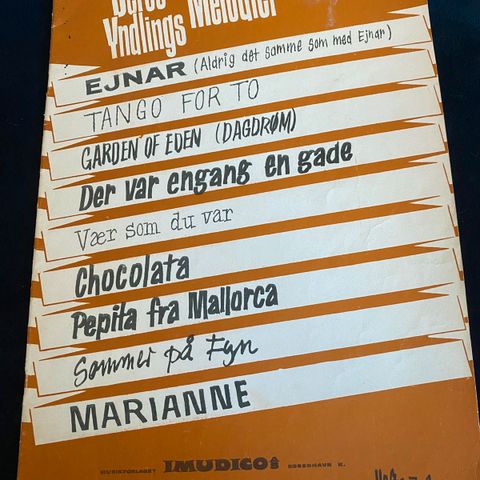 Yndlings Melodier
EJNAR (Aldrig det samme som med Ejnar)
TANGO FOR TO
GARDEN OF EDEN (DAGDRØM)
Der var engang en gade
Vær som du var
Chocolata
Pepita fra Mallorca
Sommer på Fyn
MARIANNE
MUSIKFORLAGET IMUDICO KØBENHAVN K.